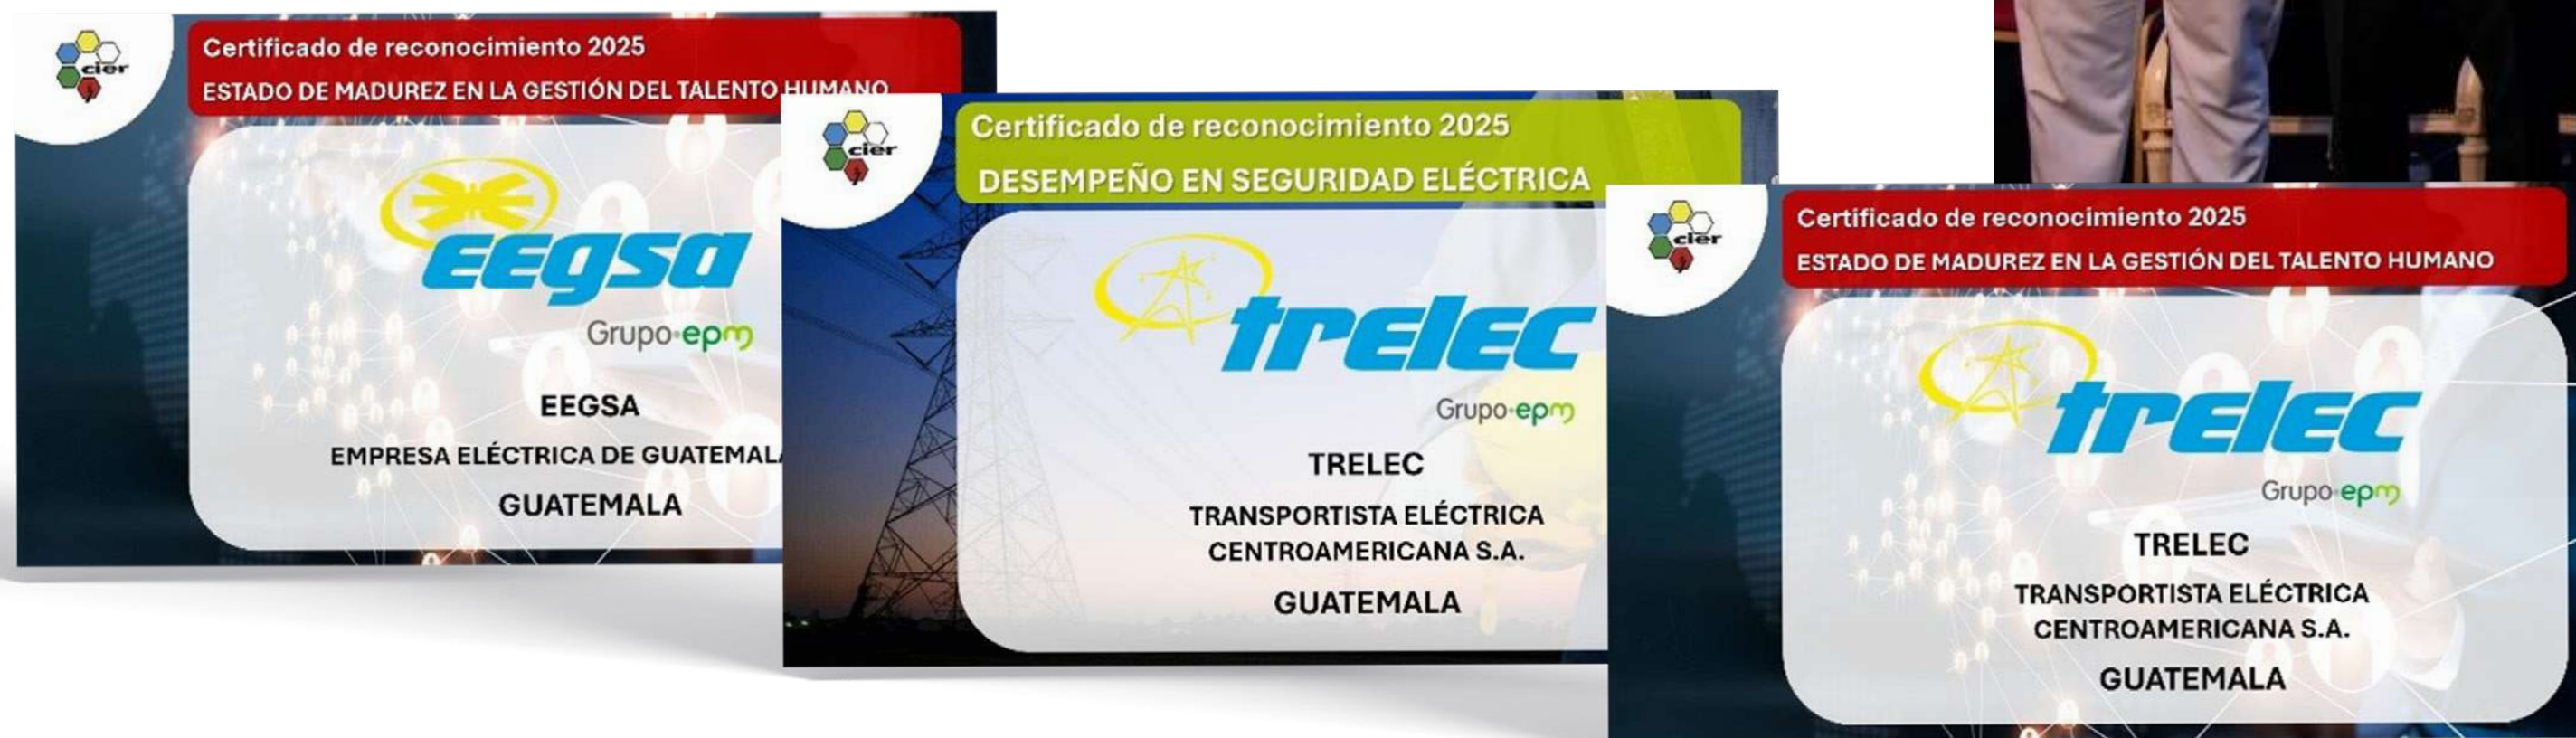 cier
Certificado de reconocimiento 2025
ESTADO DE MADUREZ EN LA GESTIÓN DEL TALENTO HUMANO
EEGSA
Grupo·epm
EEGSA
EMPRESA ELÉCTRICA DE GUATEMALA
GUATEMALA
cier
Certificado de reconocimiento 2025
DESEMPEÑO EN SEGURIDAD ELÉCTRICA
trelec
Grupo·epm
TRELEC
TRANSPORTISTA ELÉCTRICA
CENTROAMERICANA S.A.
GUATEMALA
cier
Certificado de reconocimiento 2025
ESTADO DE MADUREZ EN LA GESTIÓN DEL TALENTO HUMANO
trelec
Grupo·epm
TRELEC
TRANSPORTISTA ELÉCTRICA
CENTROAMERICANA S.A.
GUATEMALA